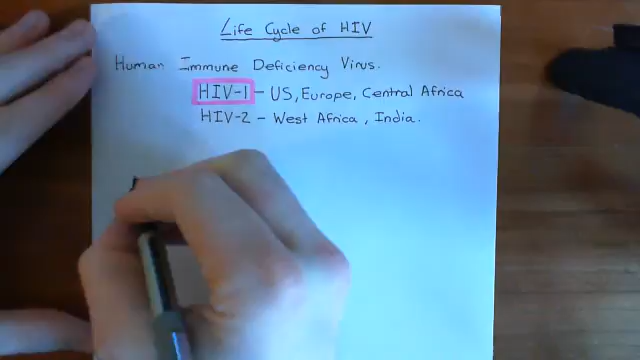 Life Cycle of HIV
Human Immune Deficiency Virus.
HIV-1 - US, Europe, Central Africa
HIV-2 - West Africa, India.